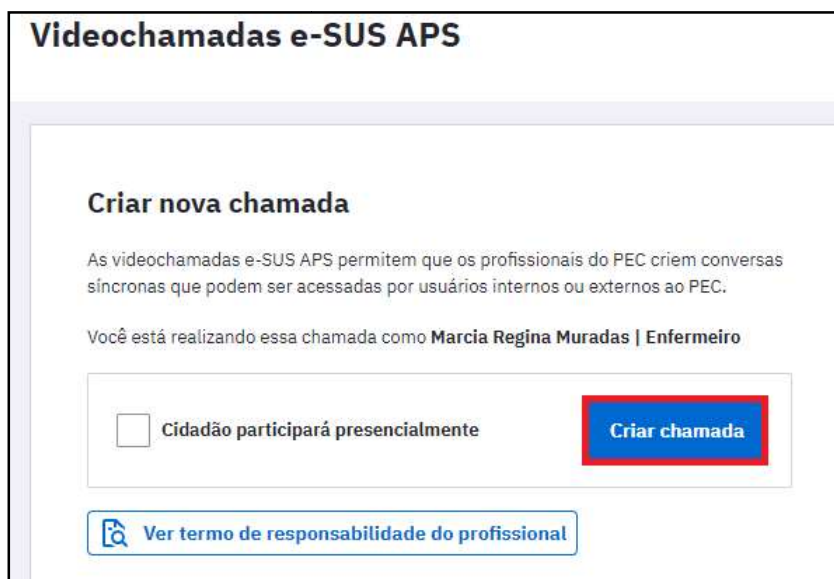 Videochamadas e-SUS APS
Criar nova chamada
As videochamadas e-SUS APS permitem que os profissionais do PEC criem conversas
síncronas que podem ser acessadas por usuários internos ou externos ao PEC.
Você está realizando essa chamada como Marcia Regina Muradas | Enfermeiro
Cidadão participará presencialmente
Criar chamada
Ver termo de responsabilidade do profissional